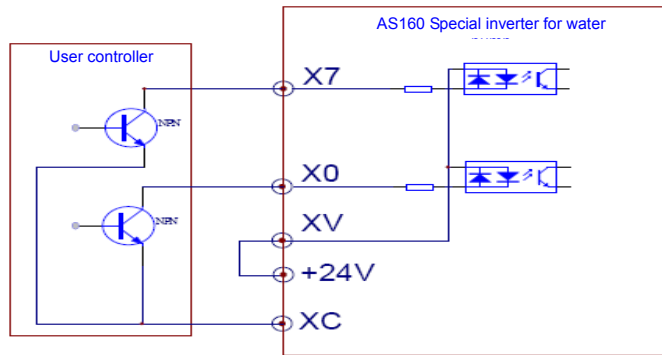 AS160 Special inverter for water
User controller
X7
NPN
X0
NPN
XV
+24V
XC